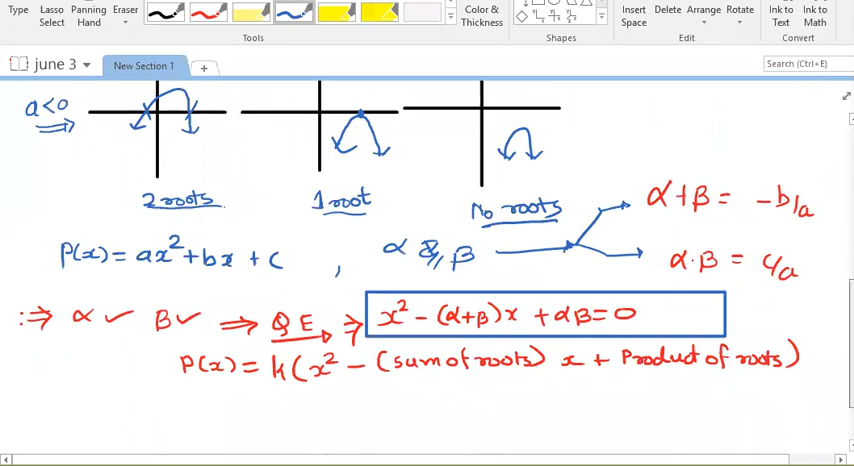 Type Lasso Select Panning Hand Eraser Color & Thickness Insert Space Delete Arrange Rotate Ink to Text Ink to Math
Tools Shapes Edit Convert
june 3 New Section 1 Search (Ctrl+E)
a<0
2 roots 1 root No roots
α+β = -b/a
P(x) = ax²+bx+c , α & β
α·β = c/a
:⇒ α ✓ β ✓ ⇒ Q E ⇒ x² - (α+β)x + αβ = 0
P(x) = k(x² - (sum of roots) x + Product of roots)